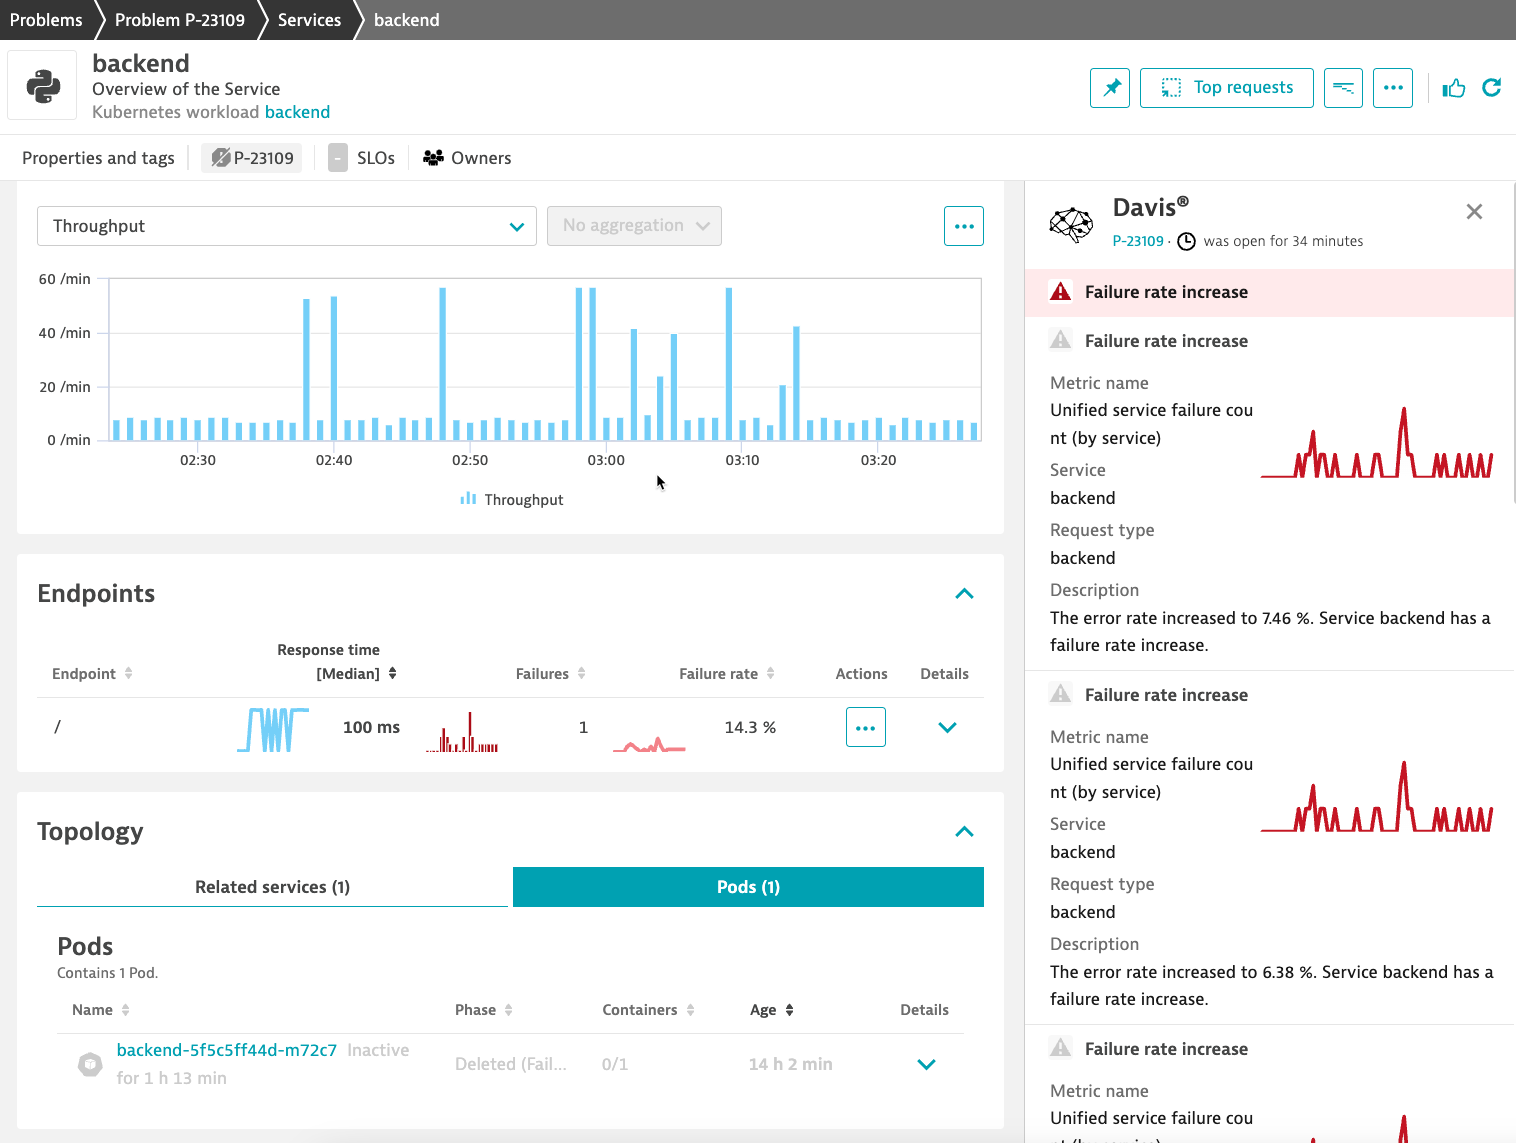 Problems Problem P-23109 Services backend
backend
Overview of the Service
Kubernetes workload backend
Top requests
Properties and tags P-23109 - SLOs Owners
Throughput No aggregation
60 /min
40 /min
20 /min
0 /min
02:30 02:40 02:50 03:00 03:10 03:20
Throughput
Endpoints
Response time
Endpoint [Median] Failures Failure rate Actions Details
/ 100 ms 1 14.3 %
Topology
Related services (1) Pods (1)
Pods
Contains 1 Pod.
Name Phase Containers Age Details
backend-5f5c5ff44d-m72c7 Inactive
for 1 h 13 min
Deleted (Fail... 0/1 14 h 2 min
Davis®
P-23109 · was open for 34 minutes
Failure rate increase
Failure rate increase
Metric name
Unified service failure cou
nt (by service)
Service
backend
Request type
backend
Description
The error rate increased to 7.46 %. Service backend has a
failure rate increase.
Failure rate increase
Metric name
Unified service failure cou
nt (by service)
Service
backend
Request type
backend
Description
The error rate increased to 6.38 %. Service backend has a
failure rate increase.
Failure rate increase
Metric name
Unified service failure cou